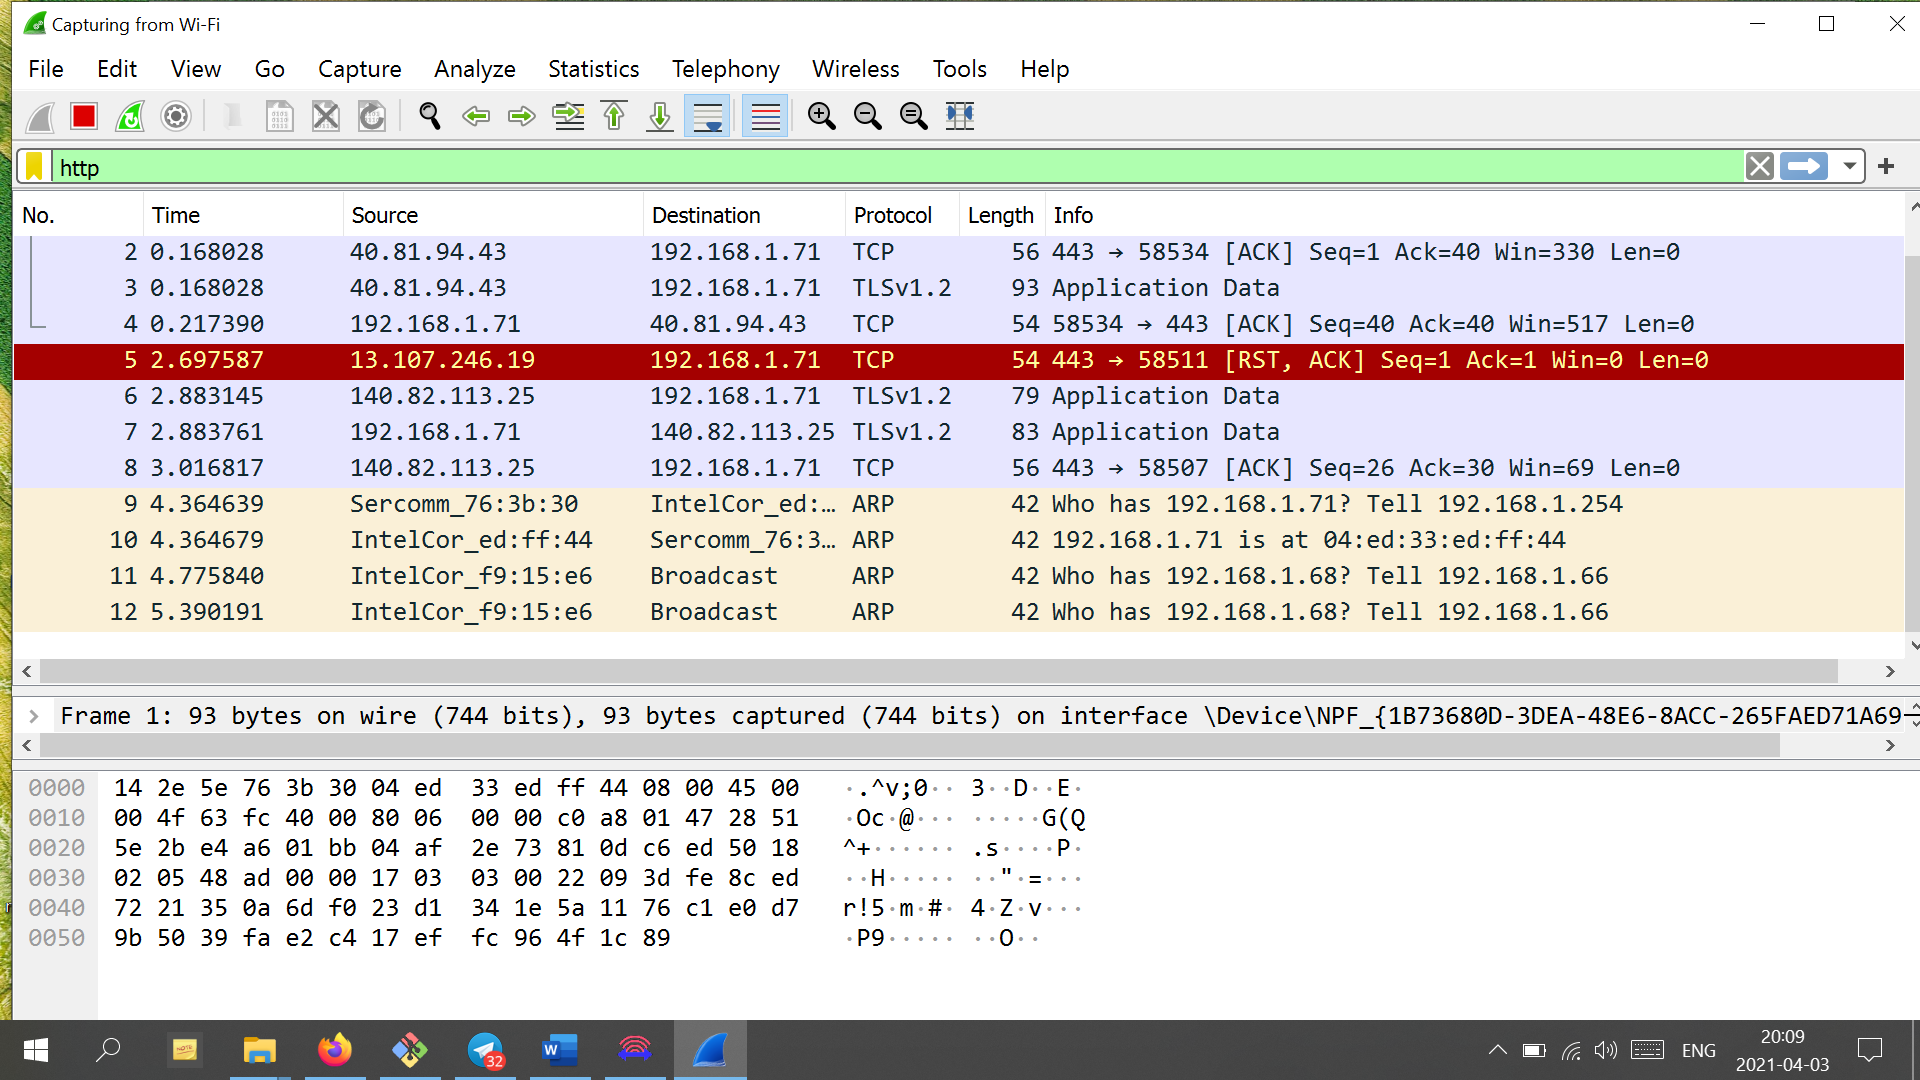 Capturing from Wi-Fi
File Edit View Go Capture Analyze Statistics Telephony Wireless Tools Help
http
No. Time Source Destination Protocol Length Info
2 0.168028 40.81.94.43 192.168.1.71 TCP 56 443 → 58534 [ACK] Seq=1 Ack=40 Win=330 Len=0
3 0.168028 40.81.94.43 192.168.1.71 TLSv1.2 93 Application Data
4 0.217390 192.168.1.71 40.81.94.43 TCP 54 58534 → 443 [ACK] Seq=40 Ack=40 Win=517 Len=0
5 2.697587 13.107.246.19 192.168.1.71 TCP 54 443 → 58511 [RST, ACK] Seq=1 Ack=1 Win=0 Len=0
6 2.883145 140.82.113.25 192.168.1.71 TLSv1.2 79 Application Data
7 2.883761 192.168.1.71 140.82.113.25 TLSv1.2 83 Application Data
8 3.016817 140.82.113.25 192.168.1.71 TCP 56 443 → 58507 [ACK] Seq=26 Ack=30 Win=69 Len=0
9 4.364639 Sercomm_76:3b:30 IntelCor_ed:… ARP 42 Who has 192.168.1.71? Tell 192.168.1.254
10 4.364679 IntelCor_ed:ff:44 Sercomm_76:3… ARP 42 192.168.1.71 is at 04:ed:33:ed:ff:44
11 4.775840 IntelCor_f9:15:e6 Broadcast ARP 42 Who has 192.168.1.68? Tell 192.168.1.66
12 5.390191 IntelCor_f9:15:e6 Broadcast ARP 42 Who has 192.168.1.68? Tell 192.168.1.66
Frame 1: 93 bytes on wire (744 bits), 93 bytes captured (744 bits) on interface \Device\NPF_{1B73680D-3DEA-48E6-8ACC-265FAED71A69
0000 14 2e 5e 76 3b 30 04 ed 33 ed ff 44 08 00 45 00 ·.^v;0·· 3··D··E·
0010 00 4f 63 fc 40 00 80 06 00 00 c0 a8 01 47 28 51 ·Oc·@··· ·····G(Q
0020 5e 2b e4 a6 01 bb 04 af 2e 73 81 0d c6 ed 50 18 ^+······ .s····P·
0030 02 05 48 ad 00 00 17 03 03 00 22 09 3d fe 8c ed ··H····· ··"·=···
0040 72 21 35 0a 6d f0 23 d1 34 1e 5a 11 76 c1 e0 d7 r!5·m·#· 4·Z·v···
0050 9b 50 39 fa e2 c4 17 ef fc 96 4f 1c 89 ·P9····· ··O··
NOTE
32
W
ENG
20:09
2021-04-03